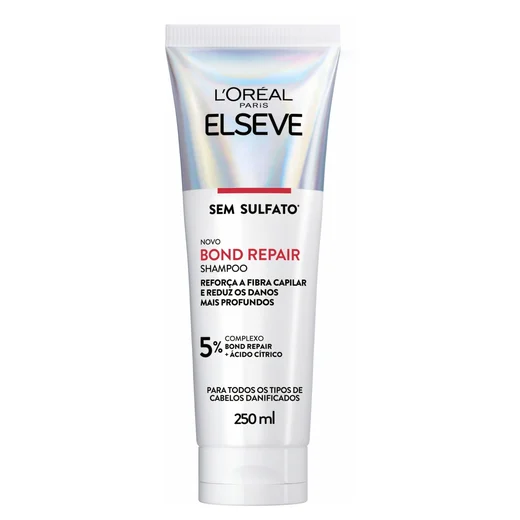 L'ORÉAL
PARIS
ELSEVE
SEM SULFATO*
NOVO
BOND REPAIR
SHAMPOO
REFORÇA A FIBRA CAPILAR
E REDUZ OS DANOS
MAIS PROFUNDOS
5% COMPLEXO
BOND REPAIR
+ ÁCIDO CÍTRICO
PARA TODOS OS TIPOS DE
CABELOS DANIFICADOS
250 ml